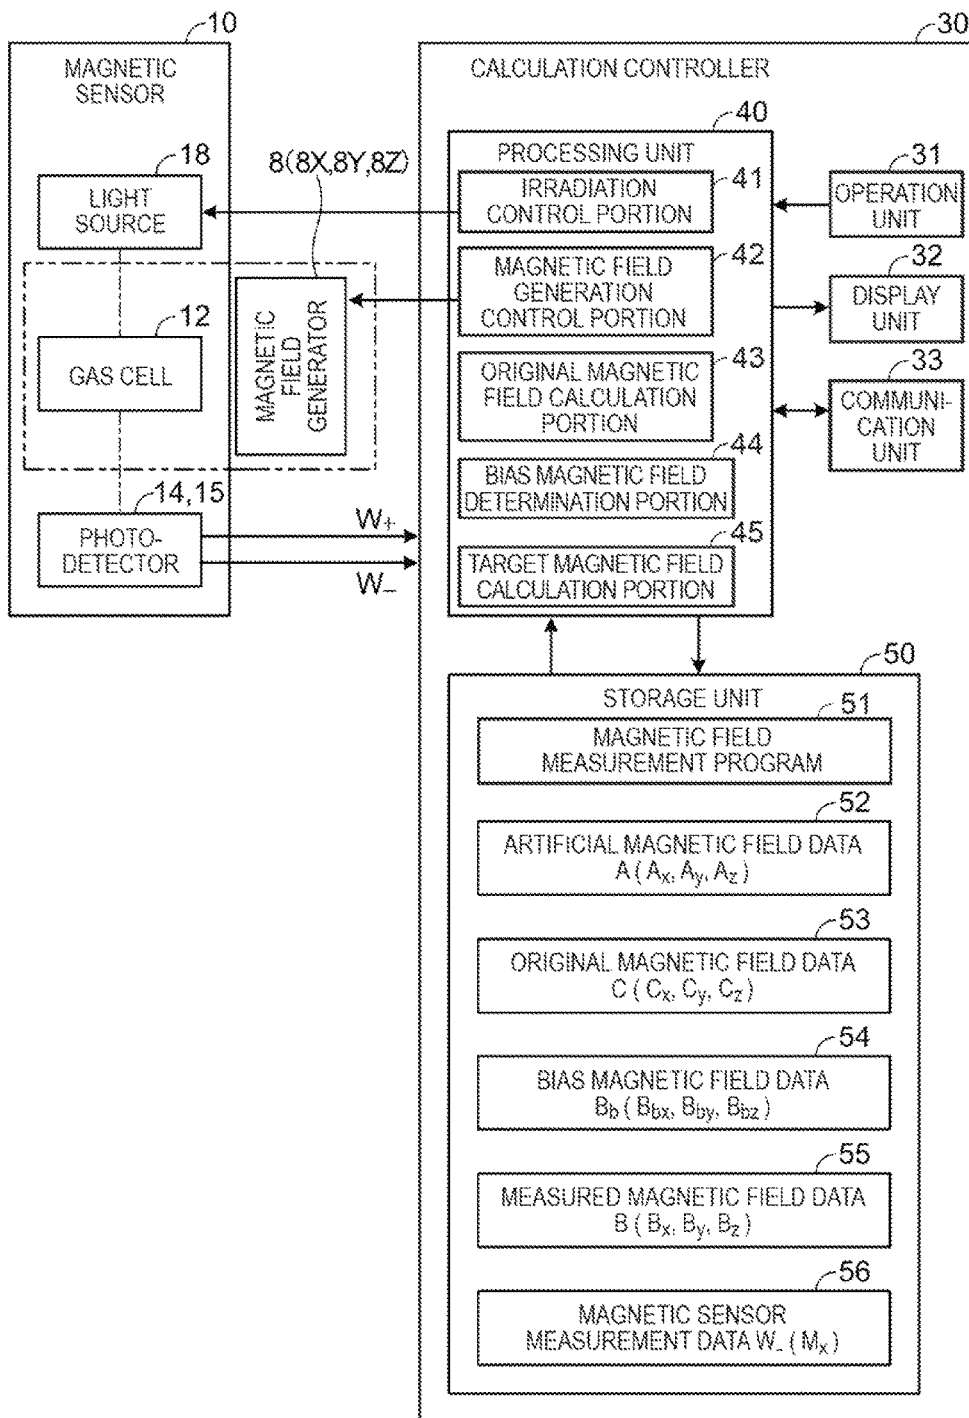 10
MAGNETIC
SENSOR
18
LIGHT
SOURCE
8(8X,8Y,8Z)
12
GAS CELL
MAGNETIC
FIELD
GENERATOR
14,15
PHOTO-
DETECTOR
W+
W−
30
CALCULATION CONTROLLER
40
PROCESSING UNIT
41
IRRADIATION
CONTROL PORTION
42
MAGNETIC FIELD
GENERATION
CONTROL PORTION
43
ORIGINAL MAGNETIC
FIELD CALCULATION
PORTION
44
BIAS MAGNETIC FIELD
DETERMINATION PORTION
45
TARGET MAGNETIC FIELD
CALCULATION PORTION
31
OPERATION
UNIT
32
DISPLAY
UNIT
33
COMMUNI-
CATION
UNIT
50
STORAGE UNIT
51
MAGNETIC FIELD
MEASUREMENT PROGRAM
52
ARTIFICIAL MAGNETIC FIELD DATA
A (Ax, Ay, Az)
53
ORIGINAL MAGNETIC FIELD DATA
C (Cx, Cy, Cz)
54
BIAS MAGNETIC FIELD DATA
Bb (Bbx, Bby, Bbz)
55
MEASURED MAGNETIC FIELD DATA
B (Bx, By, Bz)
56
MAGNETIC SENSOR
MEASUREMENT DATA W− (Mx)